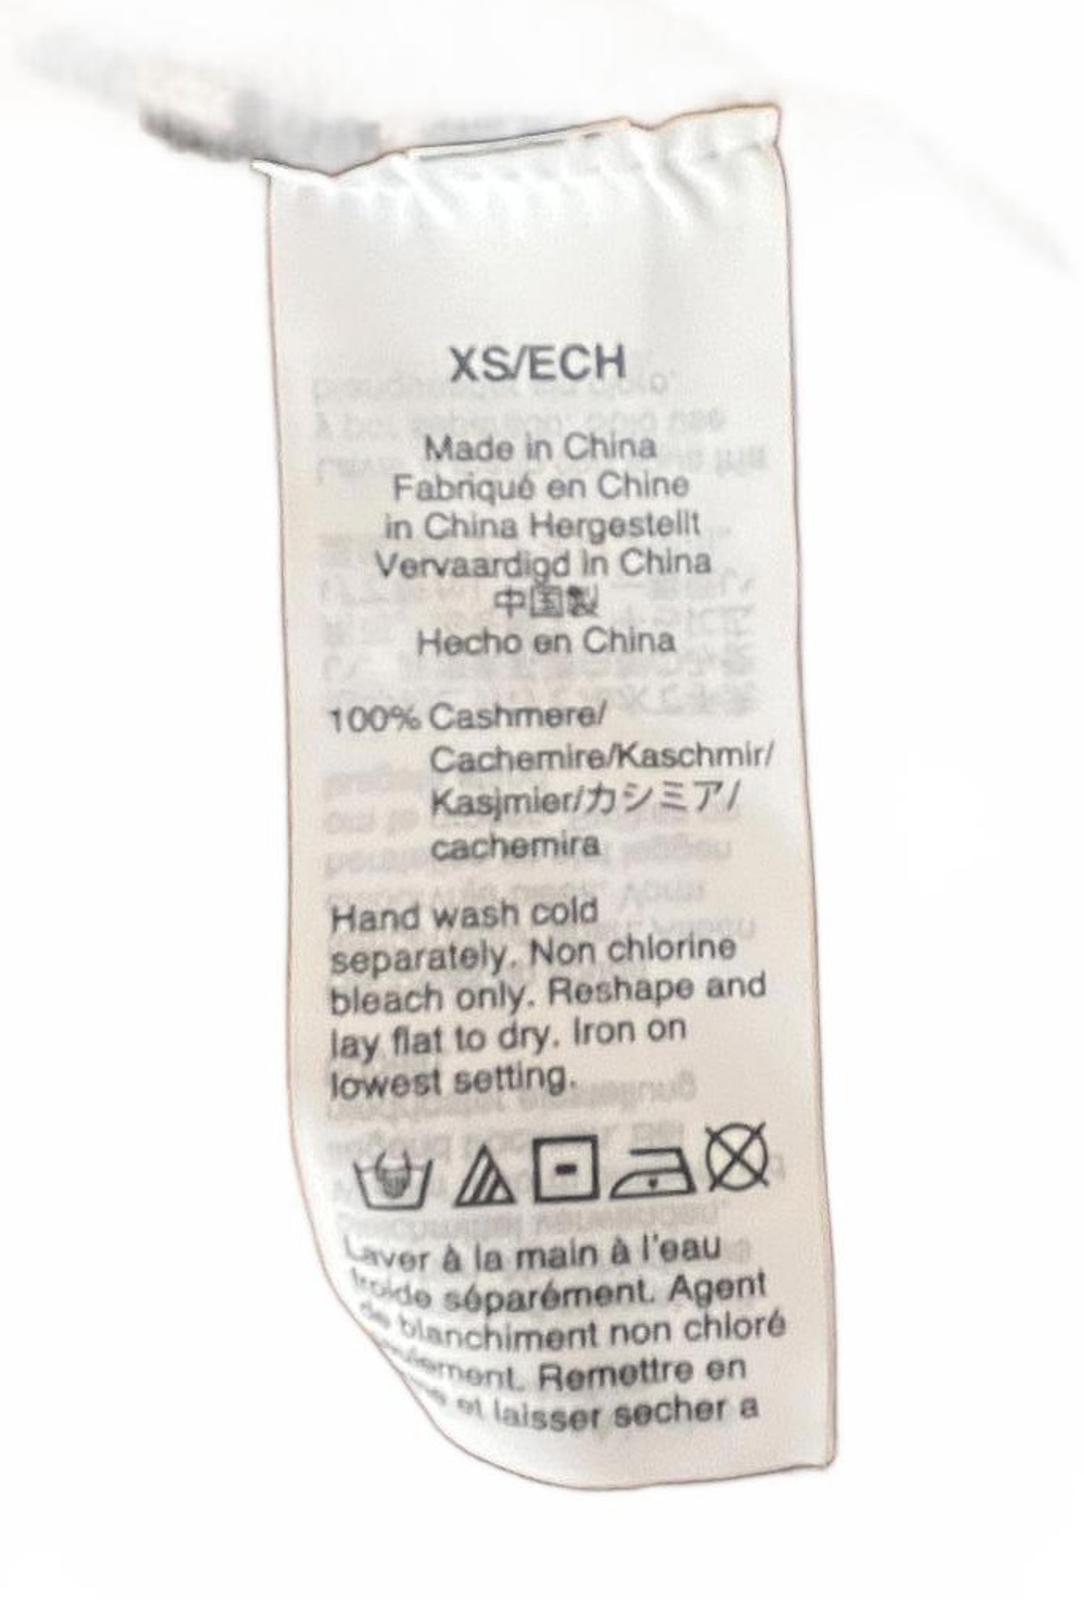 XS/ECH
Made in China
Fabriqué en Chine
in China Hergestellt
Vervaardigd in China
中国製
Hecho en China
100% Cashmere/
Cachemire/Kaschmir/
Kasjmier/カシミア/
cachemira
Hand wash cold
separately. Non chlorine
bleach only. Reshape and
lay flat to dry. Iron on
lowest setting.
Laver à la main à l'eau
froide séparément. Agent
de blanchiment non chloré
Remettre en
et laisser secher a